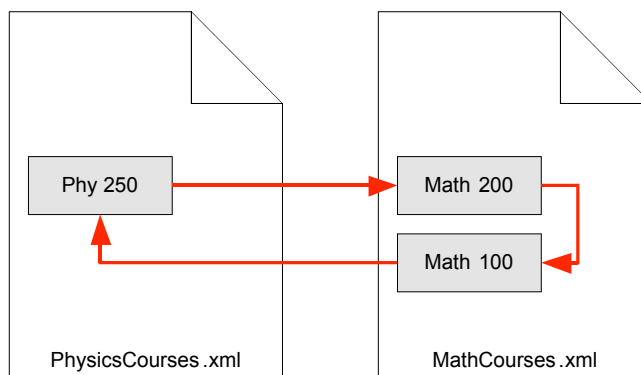 Phy 250
Math 200
Math 100
PhysicsCourses.xml
MathCourses.xml